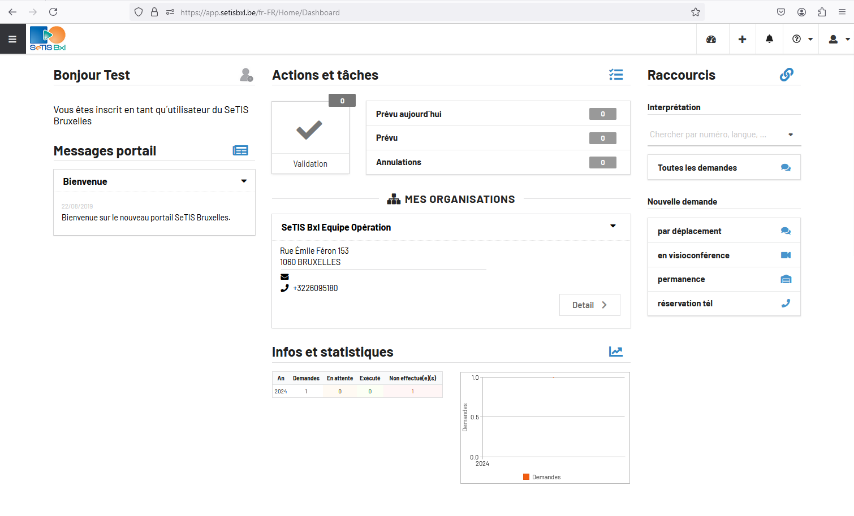 https://app.setisbxl.be/fr-FR/Home/Dashboard
SeTIS Bxl
Bonjour Test
Vous êtes inscrit en tant qu'utilisateur du SeTIS
Bruxelles
Messages portail
Bienvenue
Bienvenue sur le nouveau portail SeTIS Bruxelles.
Actions et tâches
0
Validation
Prévu aujourd'hui 0
Prévu 0
Annulations 0
MES ORGANISATIONS
SeTIS Bxl Equipe Opération
Rue Émile Féron 153
1060 BRUXELLES
+3226095180
Detail
Infos et statistiques
An Demandes En attente Exécuté Non effectué(e)(s)
2024 1 0 0 1
1.0
0.5
0.0
Demandes
2024
Demandes
Raccourcis
Interprétation
Chercher par numéro, langue, ...
Toutes les demandes
Nouvelle demande
par déplacement
en visioconférence
permanence
réservation tél